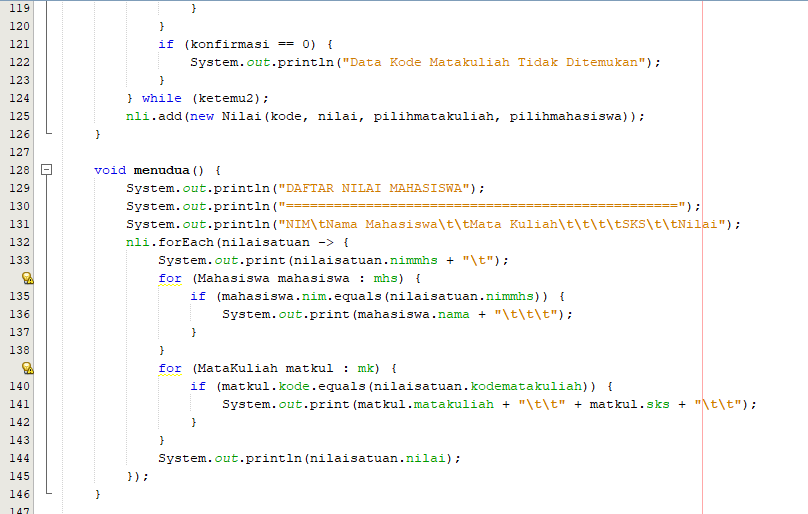 119 }
120 }
121 if (konfirmasi == 0) {
122 System.out.println("Data Kode Matakuliah Tidak Ditemukan");
123 }
124 } while (ketemu2);
125 nli.add(new Nilai(kode, nilai, pilihmatakuliah, pilihmahasiswa));
126 }
127
128 void menudua() {
129 System.out.println("DAFTAR NILAI MAHASISWA");
130 System.out.println("=================================================");
131 System.out.println("NIM\tNama Mahasiswa\t\tMata Kuliah\t\t\t\tSKS\t\tNilai");
132 nli.forEach(nilaisatuan -> {
133 System.out.print(nilaisatuan.nimmhs + "\t");
for (Mahasiswa mahasiswa : mhs) {
135 if (mahasiswa.nim.equals(nilaisatuan.nimmhs)) {
136 System.out.print(mahasiswa.nama + "\t\t\t");
137 }
138 }
for (MataKuliah matkul : mk) {
140 if (matkul.kode.equals(nilaisatuan.kodematakuliah)) {
141 System.out.print(matkul.matakuliah + "\t\t" + matkul.sks + "\t\t");
142 }
143 }
144 System.out.println(nilaisatuan.nilai);
145 });
146 }
147